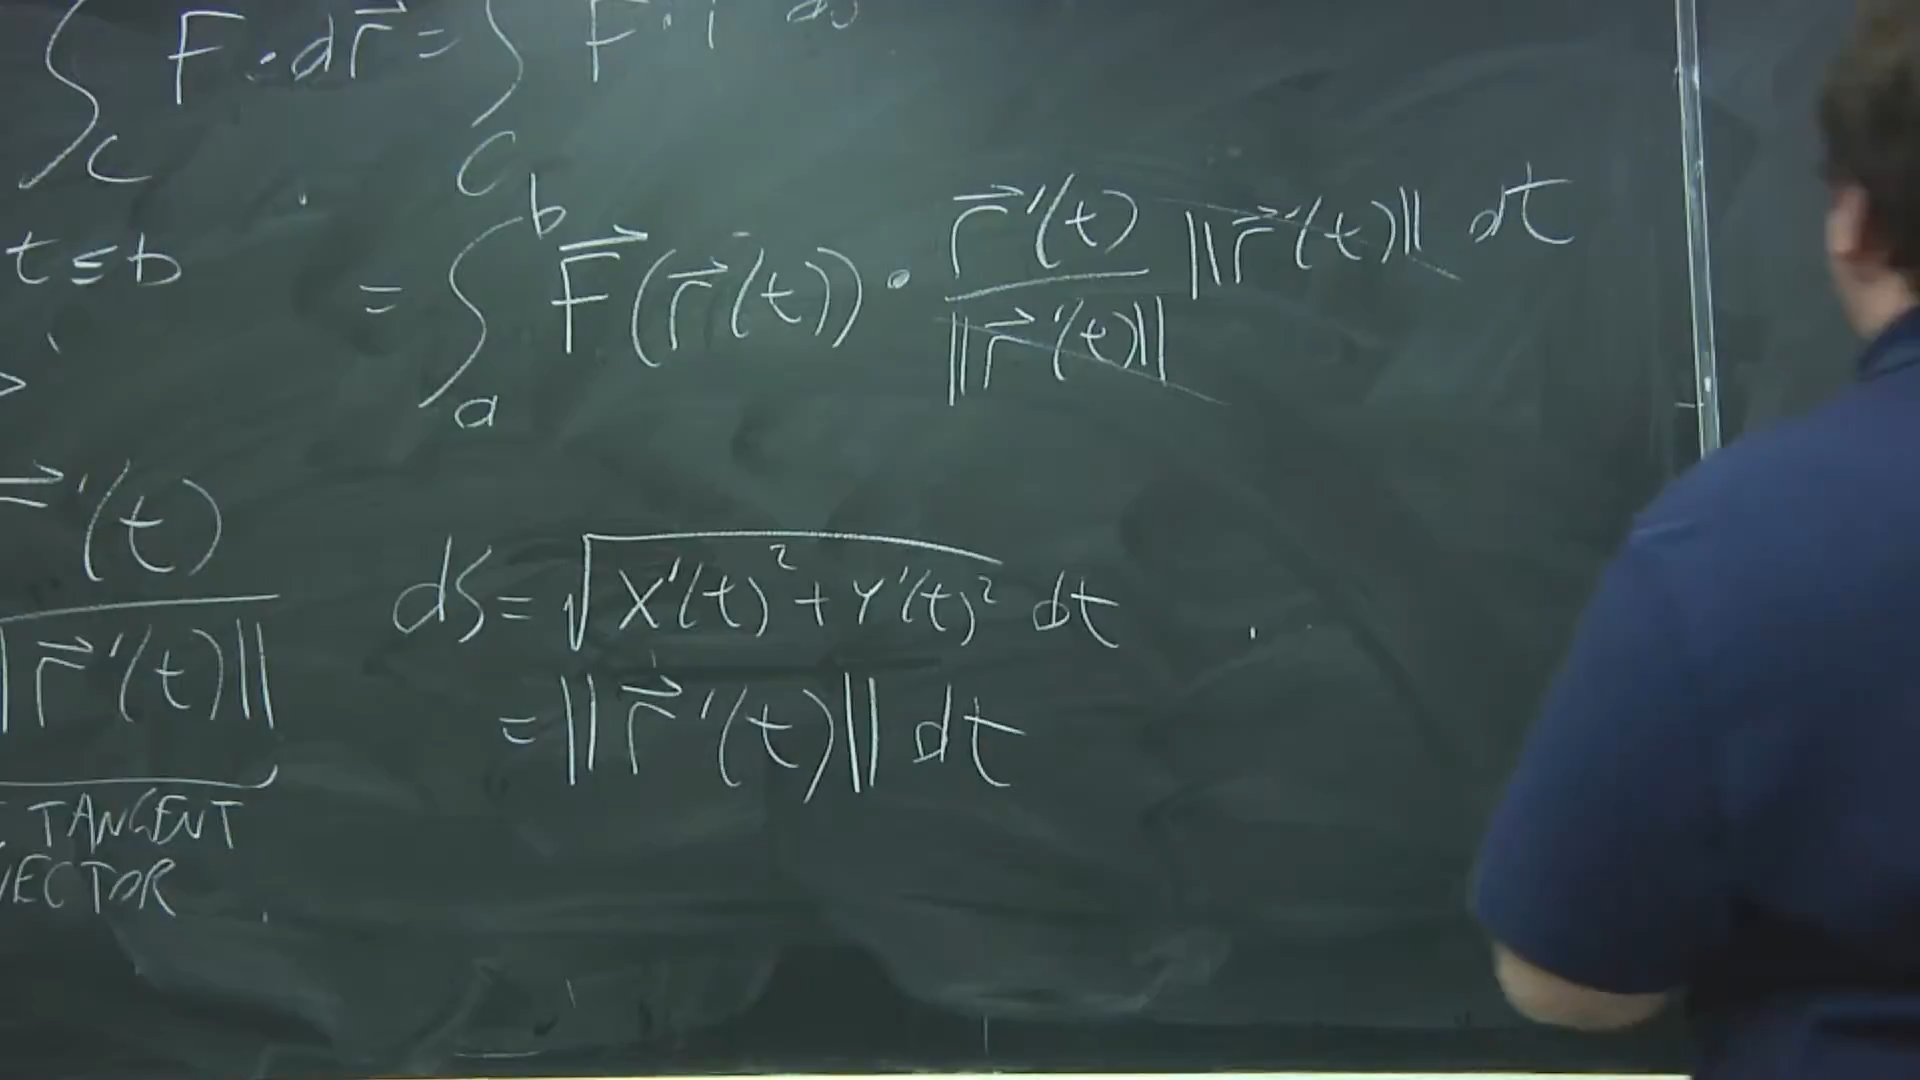 ∫_C F · dr⃗ = ∫_C F · T ds
t ≤ b
= ∫_a^b F⃗(r⃗(t)) · r⃗'(t) / ||r⃗'(t)|| ||r⃗'(t)|| dt
>
r⃗'(t)
||r⃗'(t)||
TANGENT
VECTOR
ds = √(x'(t)² + y'(t)²) dt
= ||r⃗'(t)|| dt